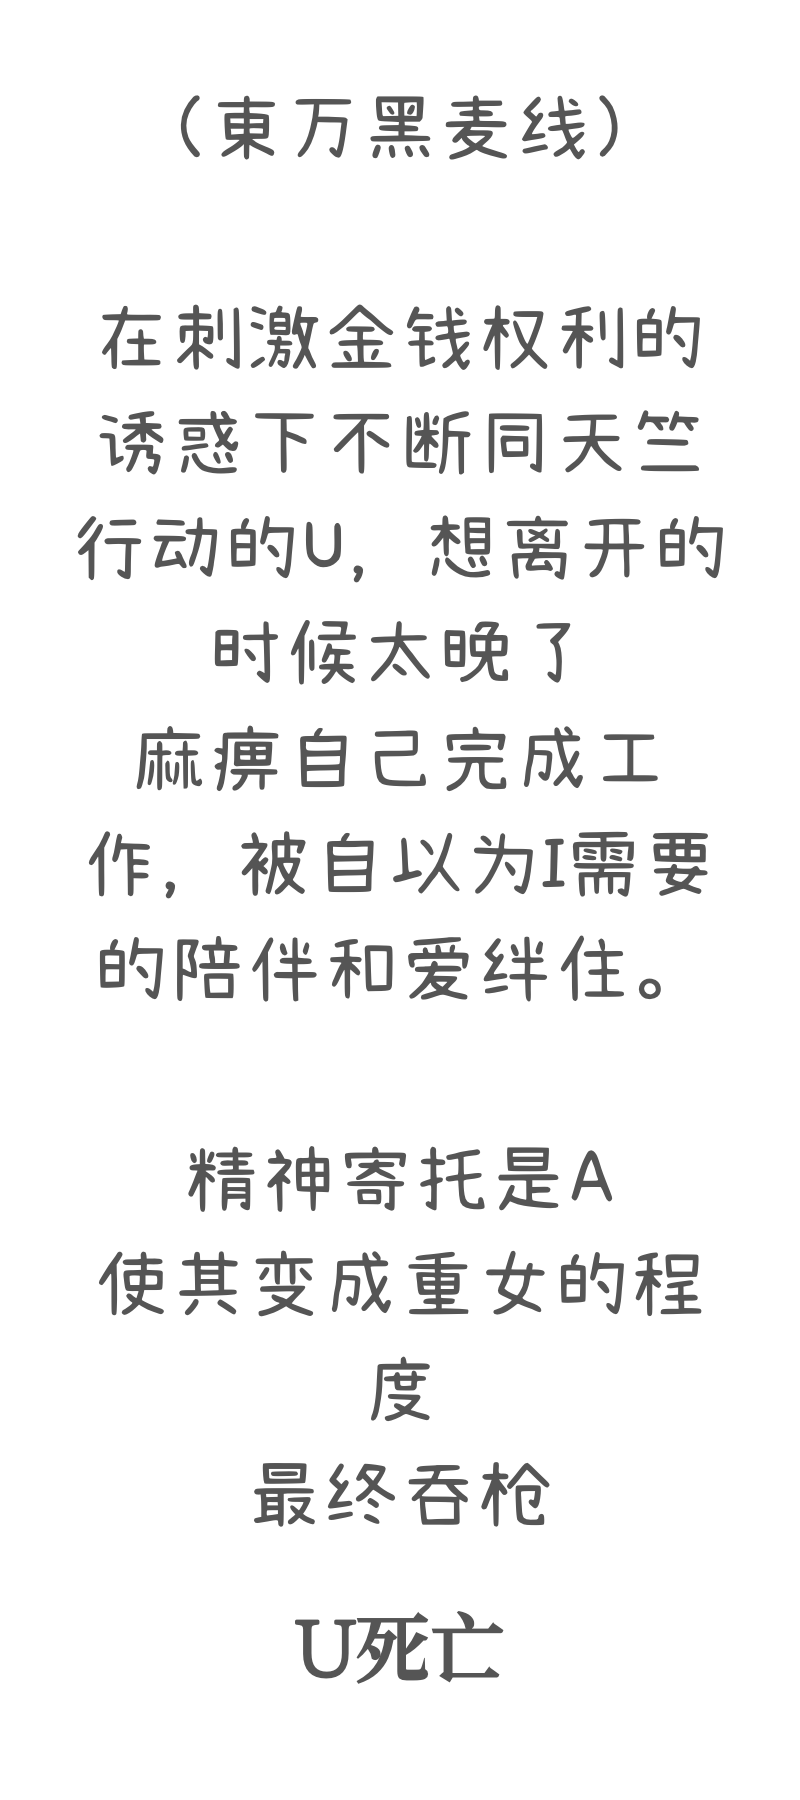 （東万黑麦线）
在刺激金钱权利的
诱惑下不断同天竺
行动的U，想离开的
时候太晚了
麻痹自己完成工
作，被自以为I需要
的陪伴和爱绊住。
精神寄托是A
使其变成重女的程
度
最终吞枪
U死亡